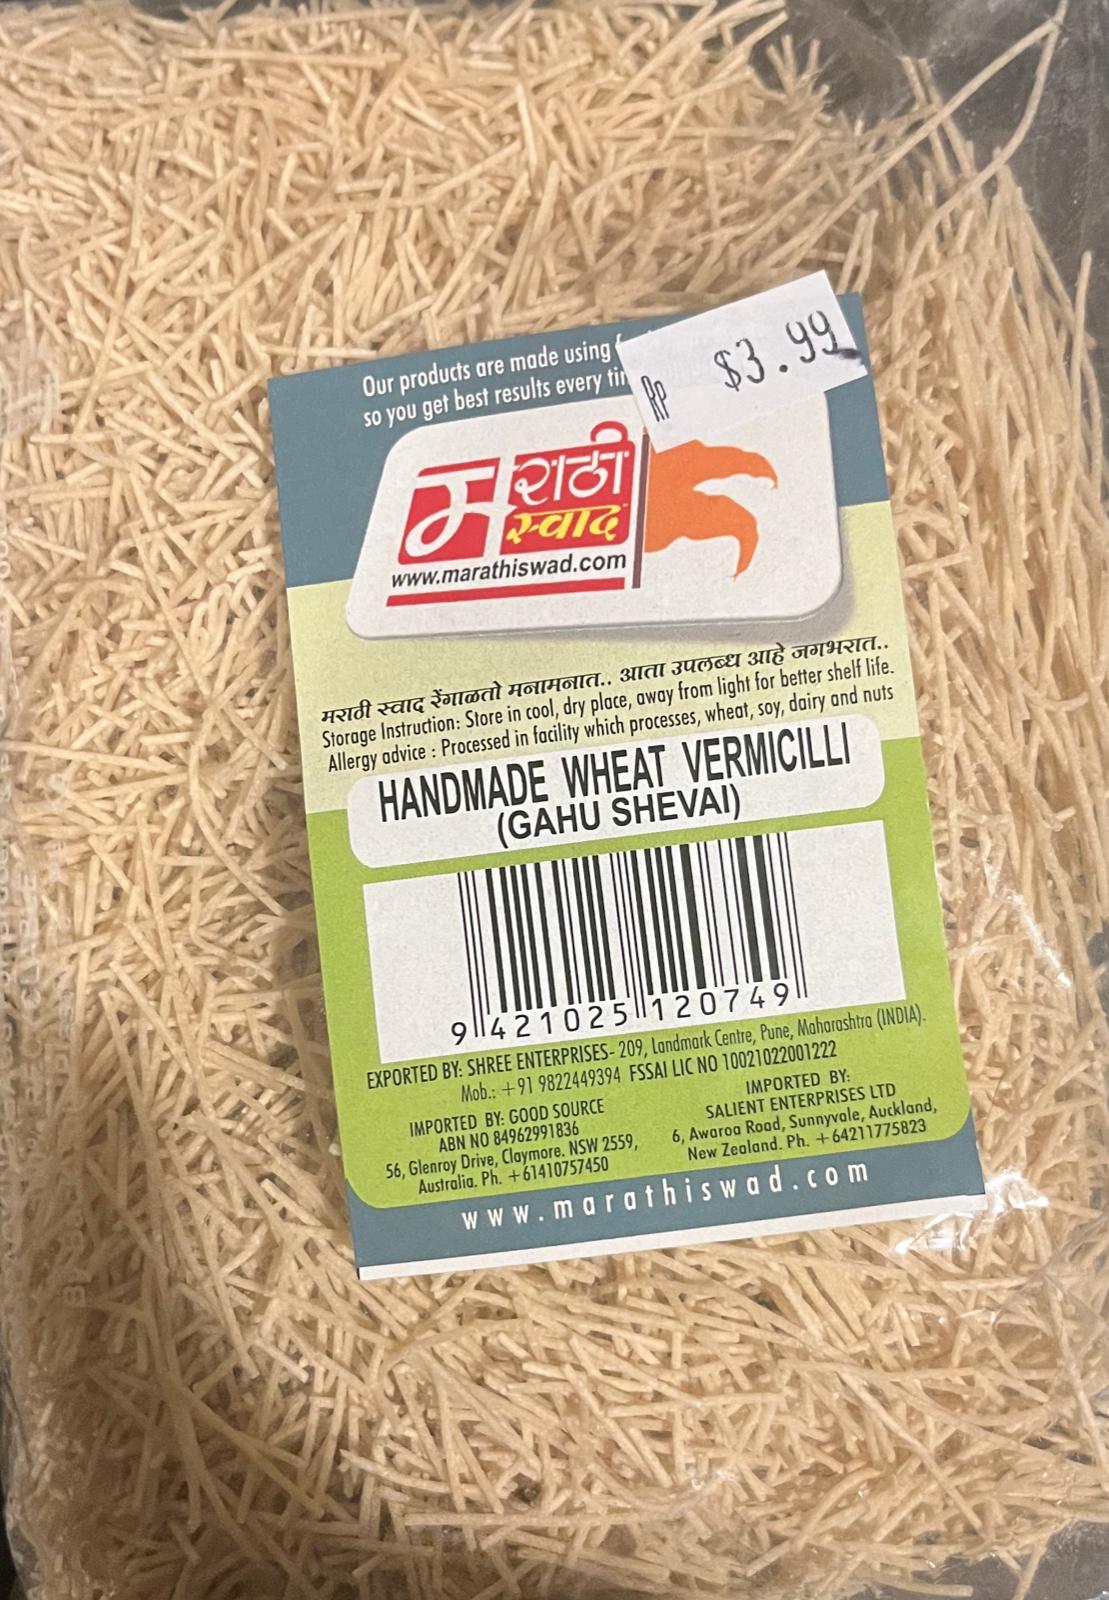 Our products are made using
so you get best results every
RP $3.99
मराठी
स्वाद
www.marathiswad.com
मराठी स्वाद रेंगाळतो मनामनात.. आता उपलब्ध आहे जगभरात..
Storage Instruction: Store in cool, dry place, away from light for better shelf life.
Allergy advice : Processed in facility which processes, wheat, soy, dairy and nuts
HANDMADE WHEAT VERMICILLI
(GAHU SHEVAI)
9 421025 120749
EXPORTED BY: SHREE ENTERPRISES- 209, Landmark Centre, Pune, Maharashtra (INDIA).
Mob.: +91 9822449394 FSSAI LIC NO 10021022001222
IMPORTED BY: GOOD SOURCE
ABN NO 84962991836
56, Glenroy Drive, Claymore. NSW 2559,
Australia. Ph. +61410757450
IMPORTED BY:
SALIENT ENTERPRISES LTD
6, Awaroa Road, Sunnyvale, Auckland,
New Zealand. Ph. +64211775823
www.marathiswad.com